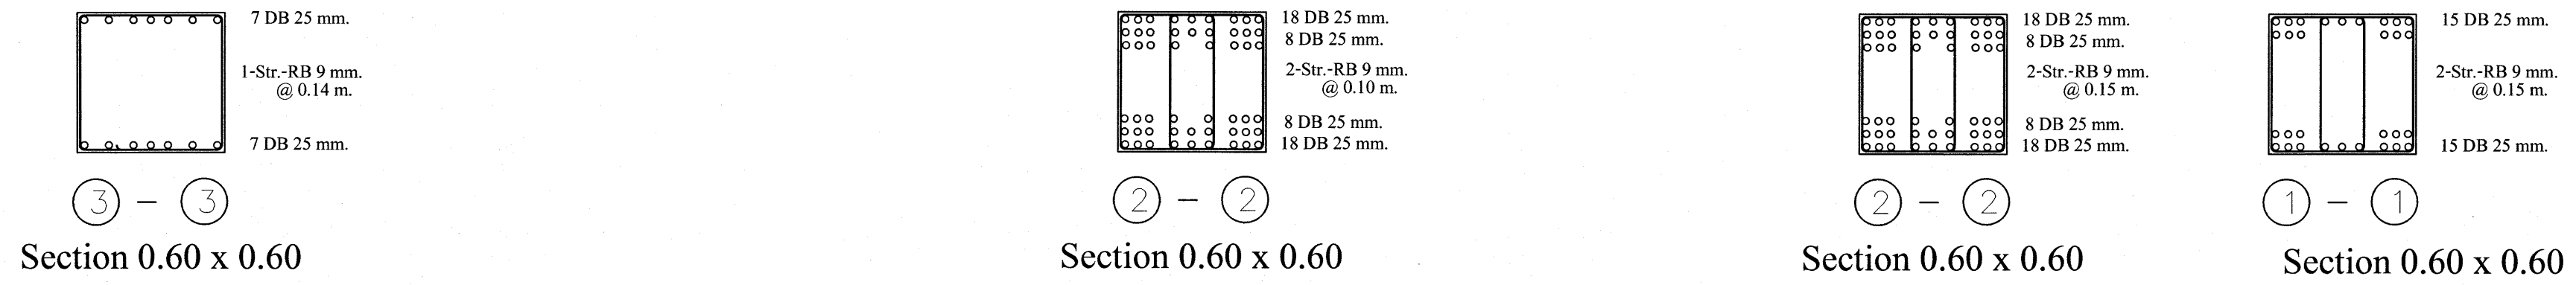 7 DB 25 mm.
1-Str.-RB 9 mm.
@ 0.14 m.
7 DB 25 mm.
3 - 3
Section 0.60 x 0.60
18 DB 25 mm.
8 DB 25 mm.
2-Str.-RB 9 mm.
@ 0.10 m.
8 DB 25 mm.
18 DB 25 mm.
2 - 2
Section 0.60 x 0.60
18 DB 25 mm.
8 DB 25 mm.
2-Str.-RB 9 mm.
@ 0.15 m.
8 DB 25 mm.
18 DB 25 mm.
2 - 2
Section 0.60 x 0.60
15 DB 25 mm.
2-Str.-RB 9 mm.
@ 0.15 m.
15 DB 25 mm.
1 - 1
Section 0.60 x 0.60